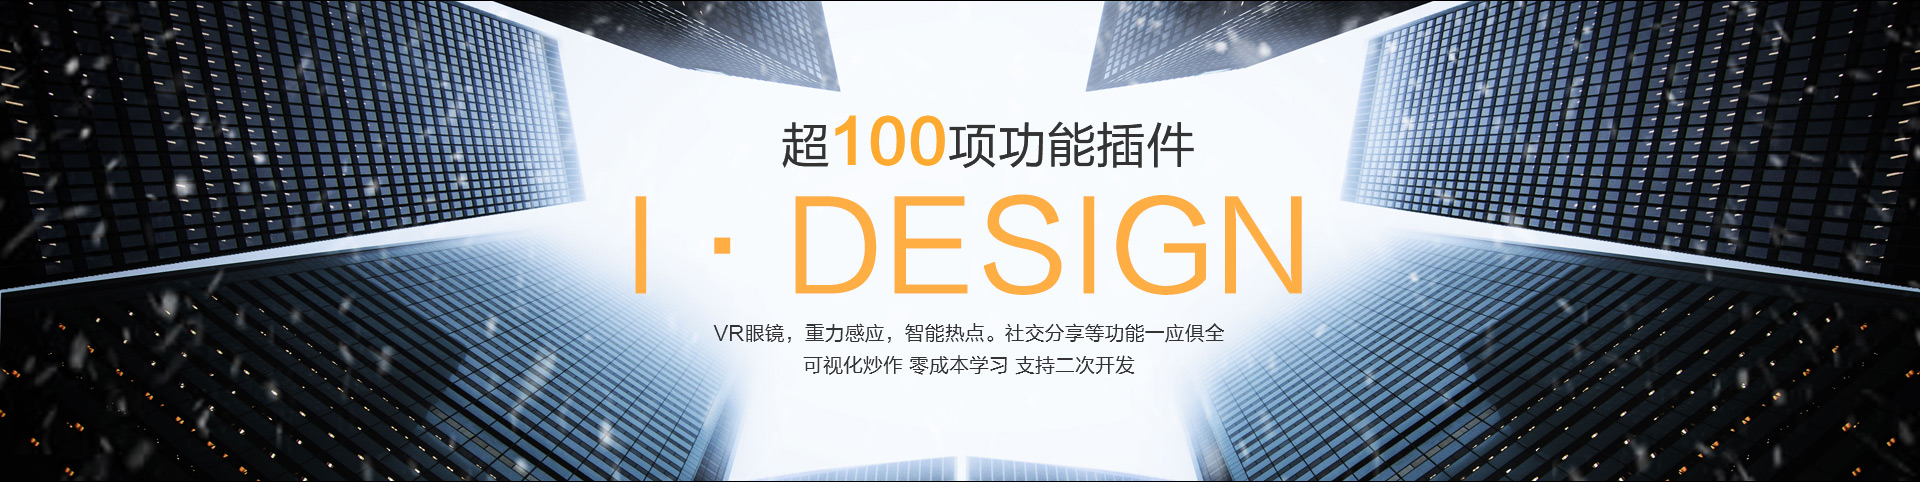 超100项功能插件
I · DESIGN
VR眼镜，重力感应，智能热点。社交分享等功能一应俱全
可视化炒作 零成本学习 支持二次开发